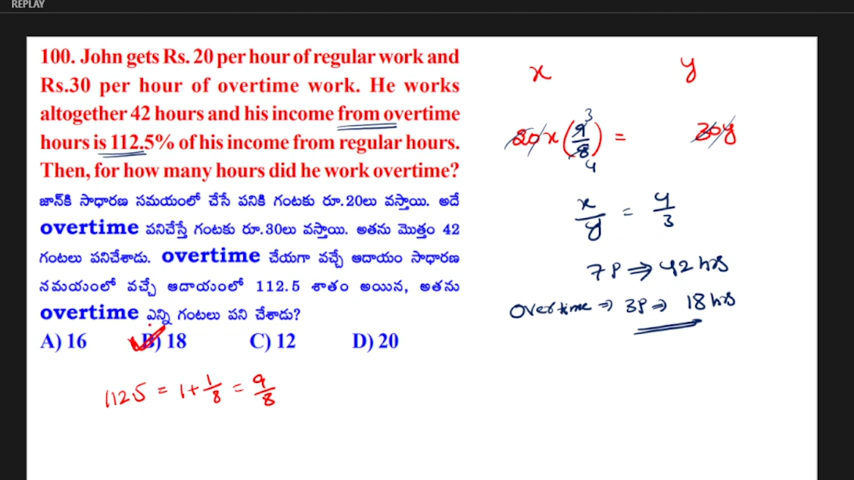 REPLAY
100. John gets Rs. 20 per hour of regular work and
Rs.30 per hour of overtime work. He works
altogether 42 hours and his income from overtime
hours is 112.5% of his income from regular hours.
Then, for how many hours did he work overtime?
జాన్‌కి సాధారణ సమయంలో చేసే పనికి గంటకు రూ.20లు వస్తాయి. అదే
overtime పనిచేస్తే గంటకు రూ.30లు వస్తాయి. అతను మొత్తం 42
గంటలు పనిచేశాడు. overtime చేయగా వచ్చే ఆదాయం సాధారణ
సమయంలో వచ్చే ఆదాయంలో 112.5 శాతం అయిన, అతను
overtime ఎన్ని గంటలు పని చేశాడు?
A) 16 B) 18 C) 12 D) 20
112.5 = 1 + 1/8 = 9/8
x y
20 x (9/8) = 30y
3
4
x/y = 4/3
7P ⇒ 42 hrs
Overtime ⇒ 3P ⇒ 18 hrs